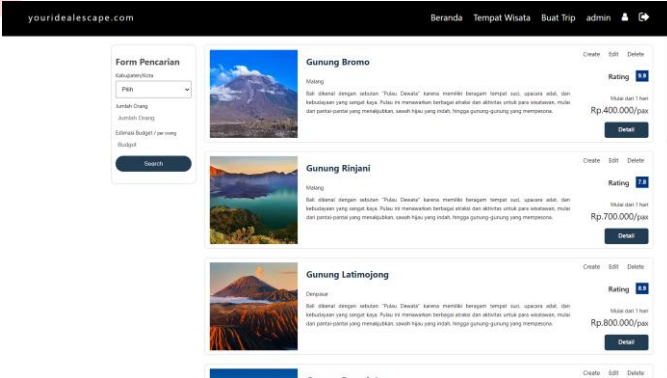 youridealescape.com
Beranda Tempat Wisata Buat Trip admin
Form Pencarian
Kabupaten/Kota
Pilih
Jumlah Orang
Jumlah Orang
Estimasi Budget / per orang
Budget
Search
Gunung Bromo
Malang
Bali dikenal dengan sebutan "Pulau Dewata" karena memiliki beragam tempat suci, upacara adat, dan
kebudayaan yang sangat kaya. Pulau ini menawarkan berbagai atraksi dan aktivitas untuk para wisatawan, mulai
dari pantai-pantai yang menakjubkan, sawah hijau yang indah, hingga gunung-gunung yang mempesona.
Create Edit Delete
Rating 9.9
Mulai dari 1 hari
Rp.400.000/pax
Detail
Gunung Rinjani
Malang
Bali dikenal dengan sebutan "Pulau Dewata" karena memiliki beragam tempat suci, upacara adat, dan
kebudayaan yang sangat kaya. Pulau ini menawarkan berbagai atraksi dan aktivitas untuk para wisatawan, mulai
dari pantai-pantai yang menakjubkan, sawah hijau yang indah, hingga gunung-gunung yang mempesona.
Create Edit Delete
Rating 7.8
Mulai dari 1 hari
Rp.700.000/pax
Detail
Gunung Latimojong
Denpasar
Bali dikenal dengan sebutan "Pulau Dewata" karena memiliki beragam tempat suci, upacara adat, dan
kebudayaan yang sangat kaya. Pulau ini menawarkan berbagai atraksi dan aktivitas untuk para wisatawan, mulai
dari pantai-pantai yang menakjubkan, sawah hijau yang indah, hingga gunung-gunung yang mempesona.
Create Edit Delete
Rating 8.9
Mulai dari 1 hari
Rp.800.000/pax
Detail
Create Edit Delete